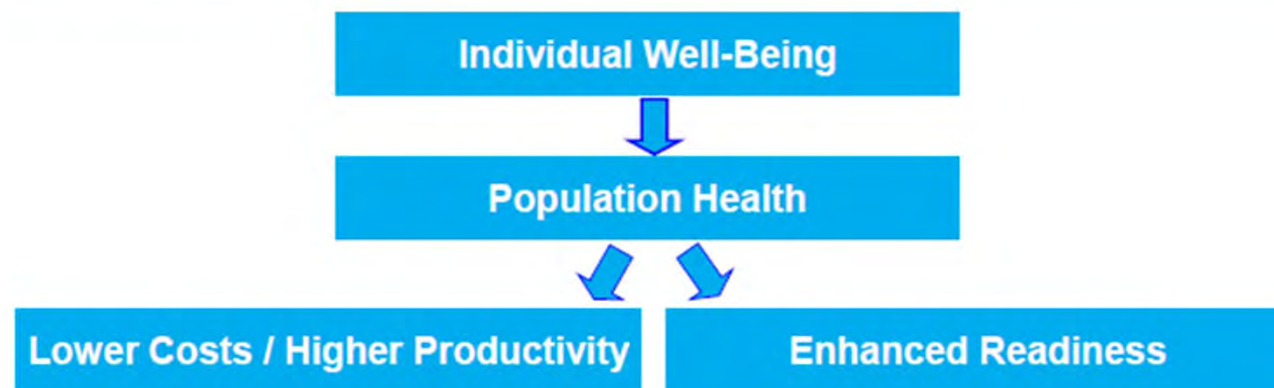 Individual Well-Being
Population Health
Lower Costs / Higher Productivity
Enhanced Readiness